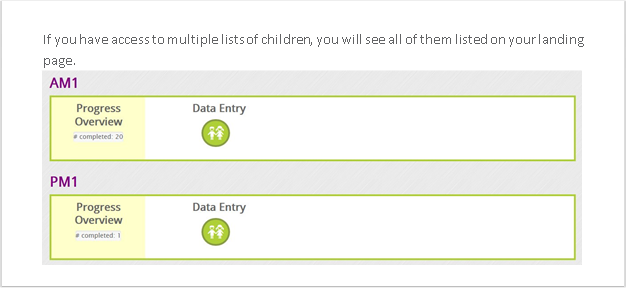 If you have access to multiple lists of children, you will see all of them listed on your landing
page.
AM1
Progress Data Entry
Overview
# completed: 20
PM1
Progress Data Entry
Overview
# completed: 1